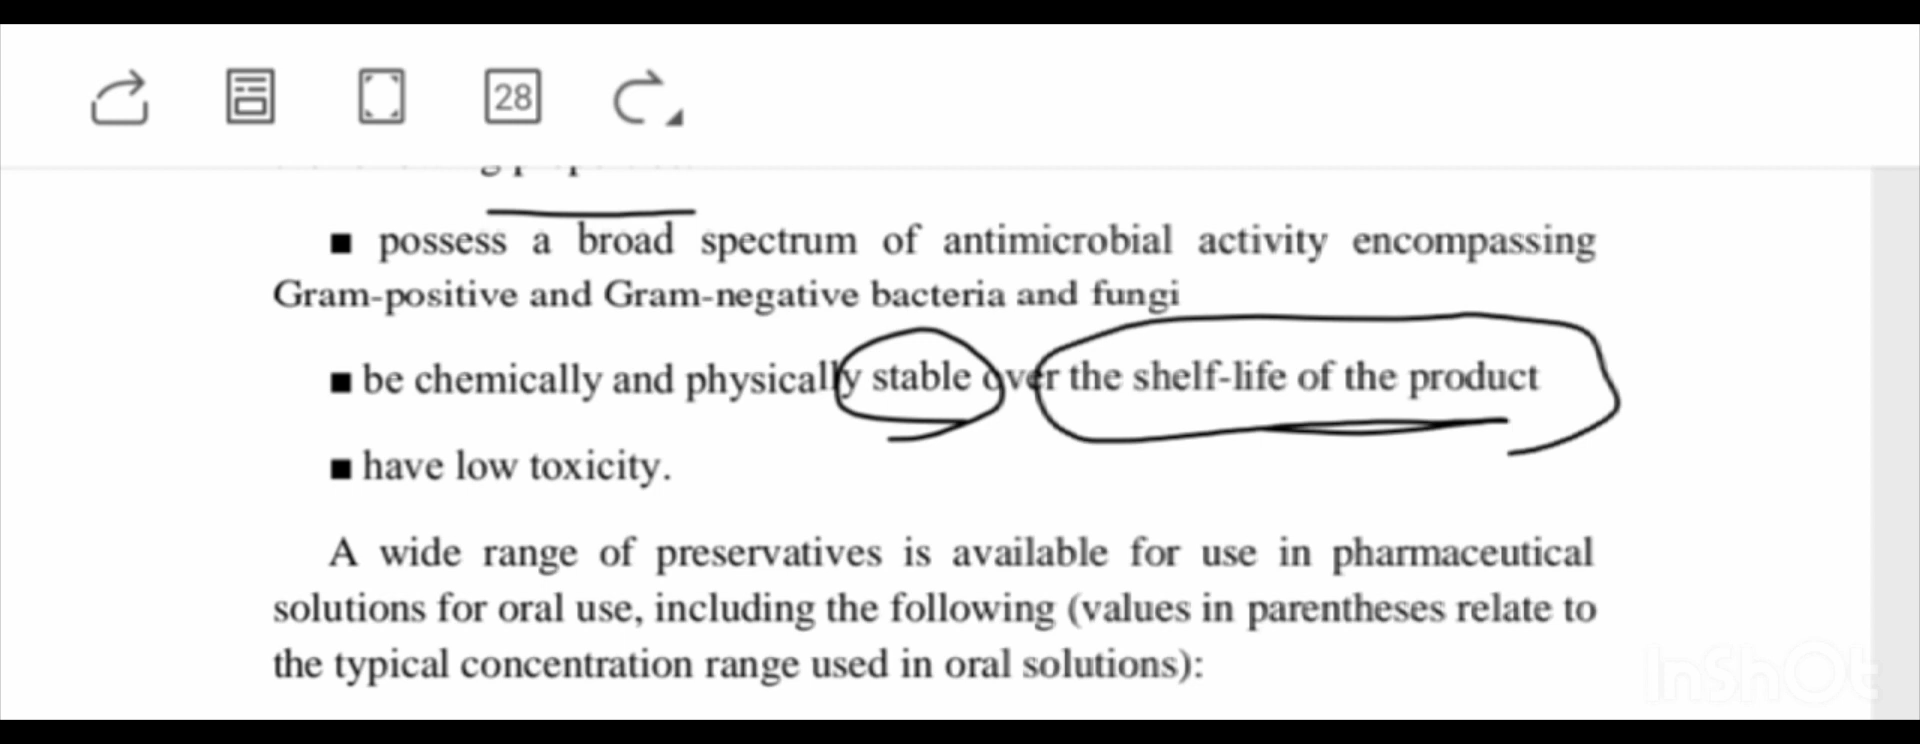 28
■ possess a broad spectrum of antimicrobial activity encompassing
Gram-positive and Gram-negative bacteria and fungi
■ be chemically and physically stable over the shelf-life of the product
■ have low toxicity.
A wide range of preservatives is available for use in pharmaceutical
solutions for oral use, including the following (values in parentheses relate to
the typical concentration range used in oral solutions):
InShOt